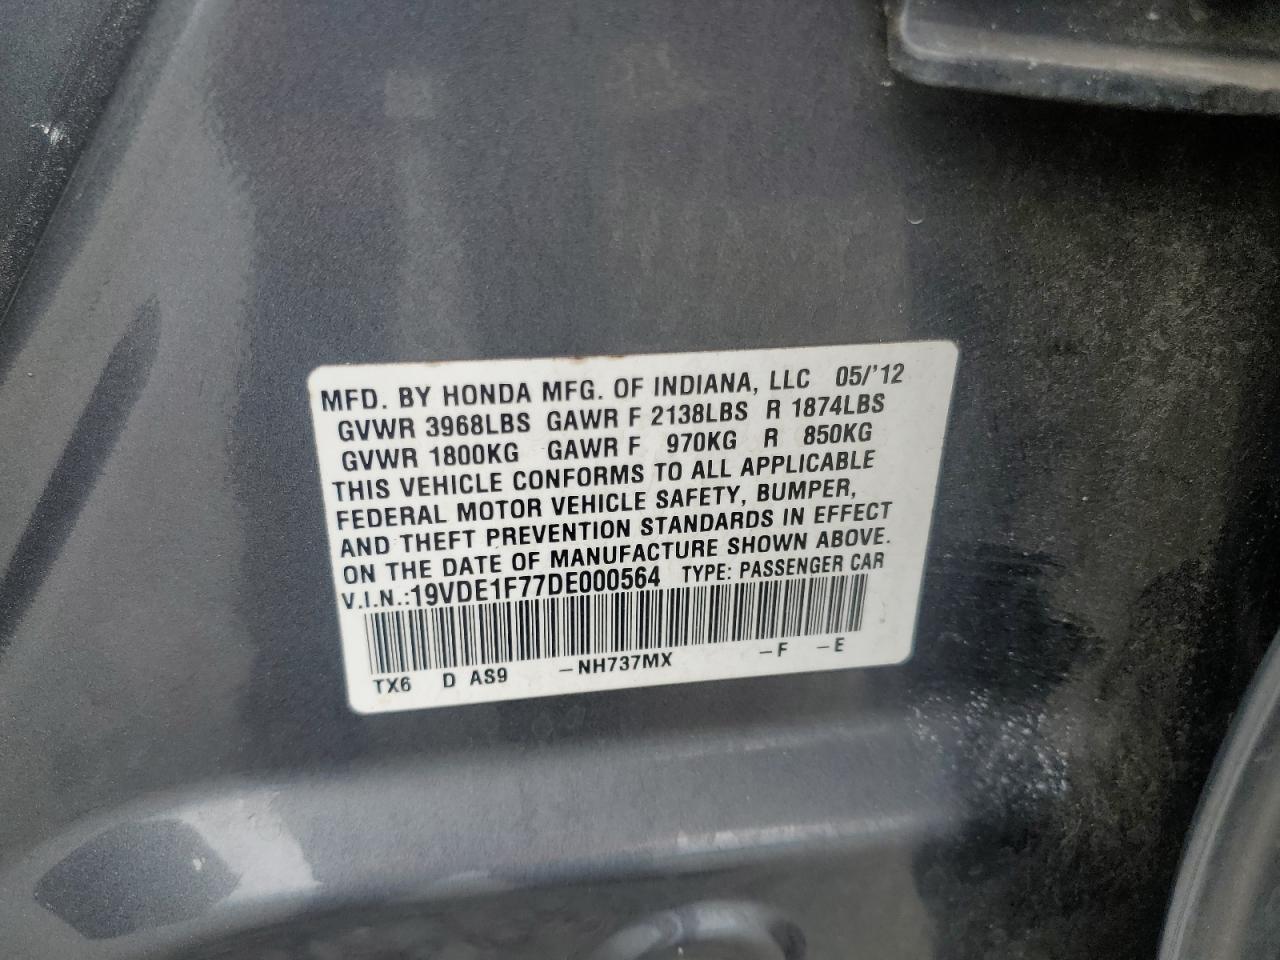 MFD. BY HONDA MFG. OF INDIANA, LLC 05/'12
GVWR 3968LBS GAWR F 2138LBS R 1874LBS
GVWR 1800KG GAWR F 970KG R 850KG
THIS VEHICLE CONFORMS TO ALL APPLICABLE
FEDERAL MOTOR VEHICLE SAFETY, BUMPER,
AND THEFT PREVENTION STANDARDS IN EFFECT
ON THE DATE OF MANUFACTURE SHOWN ABOVE.
V.I.N.:19VDE1F77DE000564 TYPE: PASSENGER CAR
TX6 D AS9 –NH737MX –F –E